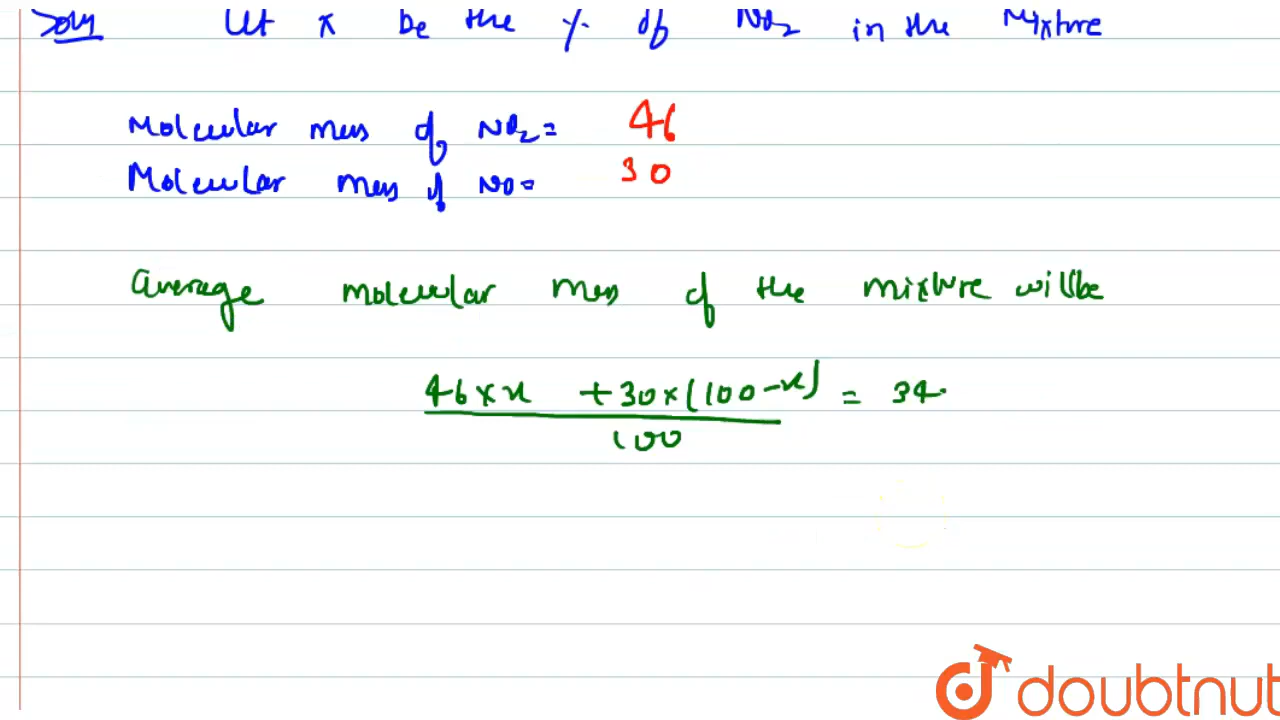 Soln Let x be the % of NO2 in the Mixture
Molecular mass of NO2 = 46
Molecular mass of NO = 30
Average molecular mass of the mixture will be
46 × x + 30 × (100 - x) = 34.
100
doubtnut